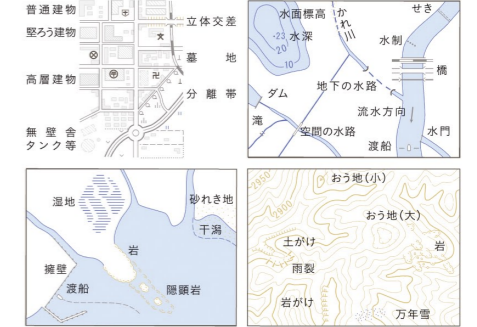 普通建物
堅ろう建物
高層建物
無壁舎
タンク等
立体交差
墓地
分離帯
文
卍
水面標高
-23
水深
20
10
かれ川
せき
水制
橋
地下の水路
ダム
滝
空間の水路
流水方向
水門
渡船
湿地
砂れき地
干潟
岩
擁壁
渡船
隠顕岩
2950
2900
おう地(小)
おう地(大)
土がけ
雨裂
岩
岩がけ
万年雪